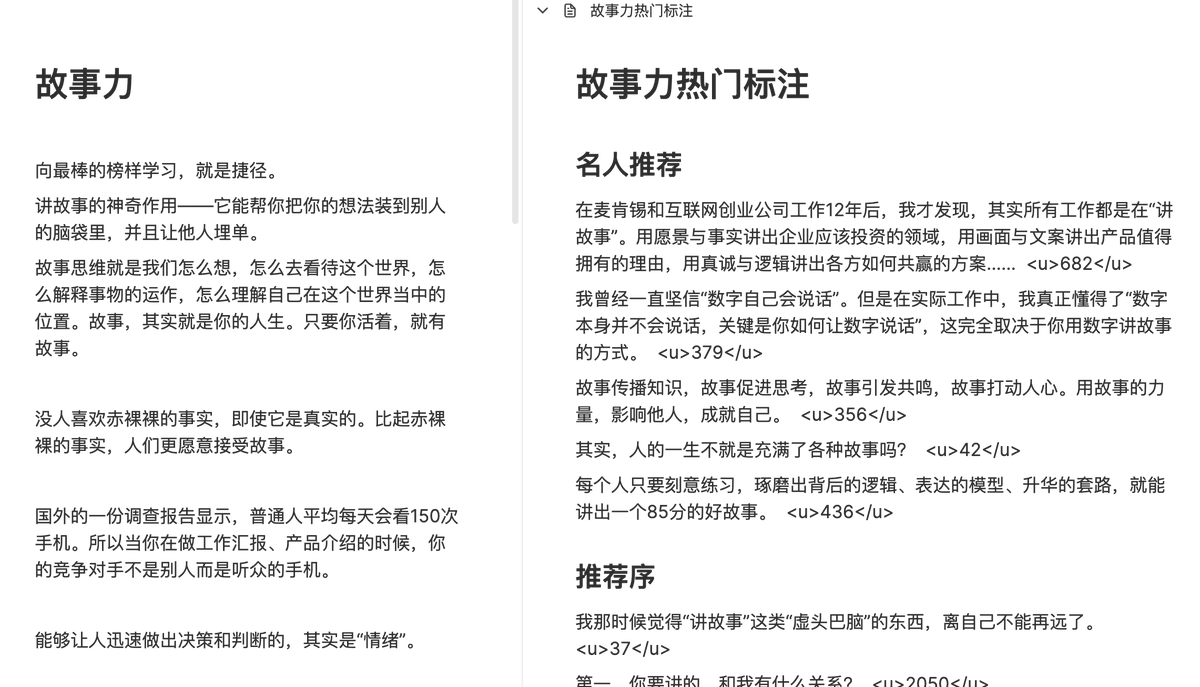 故事力
向最棒的榜样学习，就是捷径。
讲故事的神奇作用——它能帮你把你的想法装到别人
的脑袋里，并且让他人埋单。
故事思维就是我们怎么想，怎么去看待这个世界，怎
么解释事物的运作，怎么理解自己在这个世界当中的
位置。故事，其实就是你的人生。只要你活着，就有
故事。
没人喜欢赤裸裸的事实，即使它是真实的。比起赤裸
裸的事实，人们更愿意接受故事。
国外的一份调查报告显示，普通人平均每天会看150次
手机。所以当你在做工作汇报、产品介绍的时候，你
的竞争对手不是别人而是听众的手机。
能够让人迅速做出决策和判断的，其实是“情绪”。
故事力热门标注
故事力热门标注
名人推荐
在麦肯锡和互联网创业公司工作12年后，我才发现，其实所有工作都是在“讲
故事”。用愿景与事实讲出企业应该投资的领域，用画面与文案讲出产品值得
拥有的理由，用真诚与逻辑讲出各方如何共赢的方案…… <u>682</u>
我曾经一直坚信“数字自己会说话”。但是在实际工作中，我真正懂得了“数字
本身并不会说话，关键是你如何让数字说话”，这完全取决于你用数字讲故事
的方式。 <u>379</u>
故事传播知识，故事促进思考，故事引发共鸣，故事打动人心。用故事的力
量，影响他人，成就自己。 <u>356</u>
其实，人的一生不就是充满了各种故事吗？ <u>42</u>
每个人只要刻意练习，琢磨出背后的逻辑、表达的模型、升华的套路，就能
讲出一个85分的好故事。 <u>436</u>
推荐序
我那时候觉得“讲故事”这类“虚头巴脑”的东西，离自己不能再远了。
<u>37</u>
第一，你要讲的，和我有什么关系？ <u>2050</u>